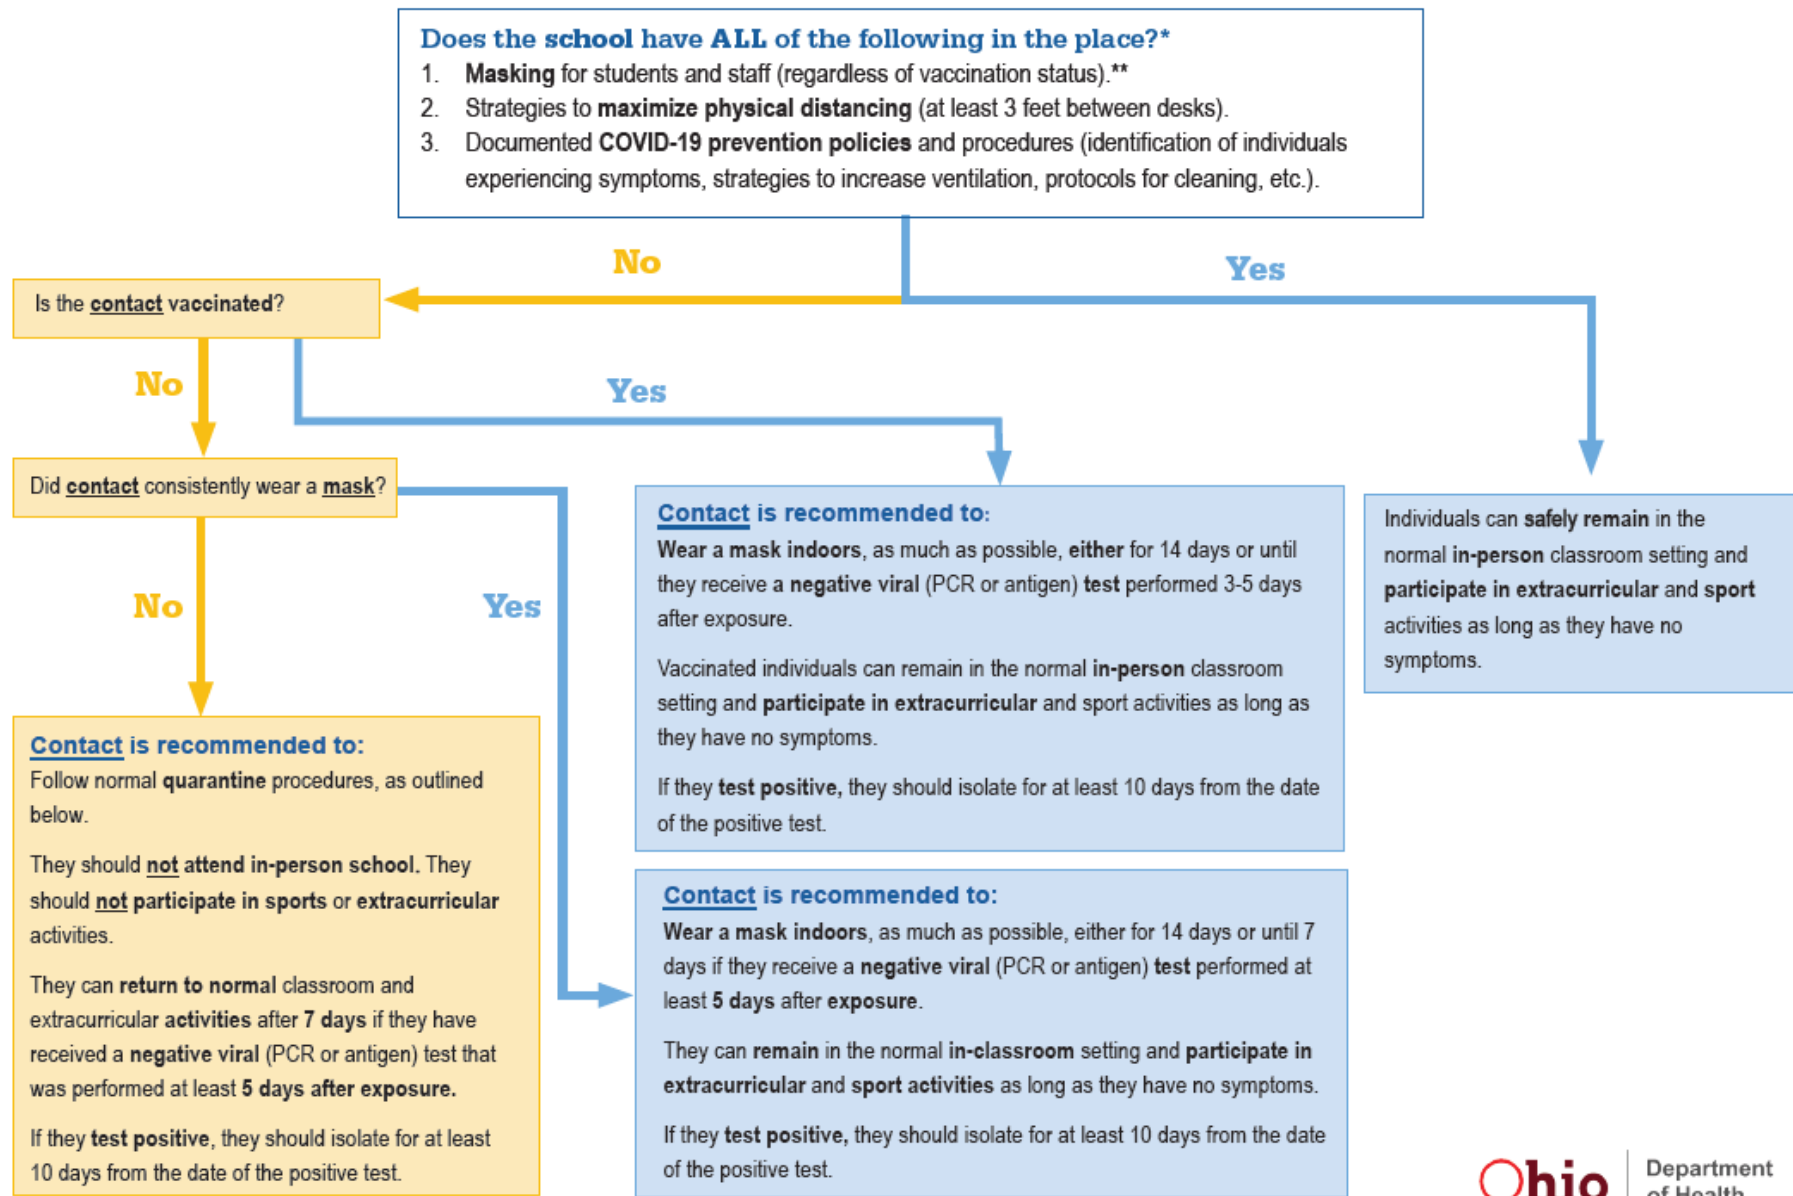 Does the school have ALL of the following in the place?*
1. Masking for students and staff (regardless of vaccination status).**
2. Strategies to maximize physical distancing (at least 3 feet between desks).
3. Documented COVID-19 prevention policies and procedures (identification of individuals
experiencing symptoms, strategies to increase ventilation, protocols for cleaning, etc.).
No
Yes
Is the contact vaccinated?
No
Yes
Did contact consistently wear a mask?
No
Yes
Contact is recommended to:
Wear a mask indoors, as much as possible, either for 14 days or until
they receive a negative viral (PCR or antigen) test performed 3-5 days
after exposure.
Vaccinated individuals can remain in the normal in-person classroom
setting and participate in extracurricular and sport activities as long as
they have no symptoms.
If they test positive, they should isolate for at least 10 days from the date
of the positive test.
Individuals can safely remain in the
normal in-person classroom setting and
participate in extracurricular and sport
activities as long as they have no
symptoms.
Contact is recommended to:
Follow normal quarantine procedures, as outlined
below.
They should not attend in-person school. They
should not participate in sports or extracurricular
activities.
They can return to normal classroom and
extracurricular activities after 7 days if they have
received a negative viral (PCR or antigen) test that
was performed at least 5 days after exposure.
If they test positive, they should isolate for at least
10 days from the date of the positive test.
Contact is recommended to:
Wear a mask indoors, as much as possible, either for 14 days or until 7
days if they receive a negative viral (PCR or antigen) test performed at
least 5 days after exposure.
They can remain in the normal in-classroom setting and participate in
extracurricular and sport activities as long as they have no symptoms.
If they test positive, they should isolate for at least 10 days from the date
of the positive test.
Ohio
Department
of Health